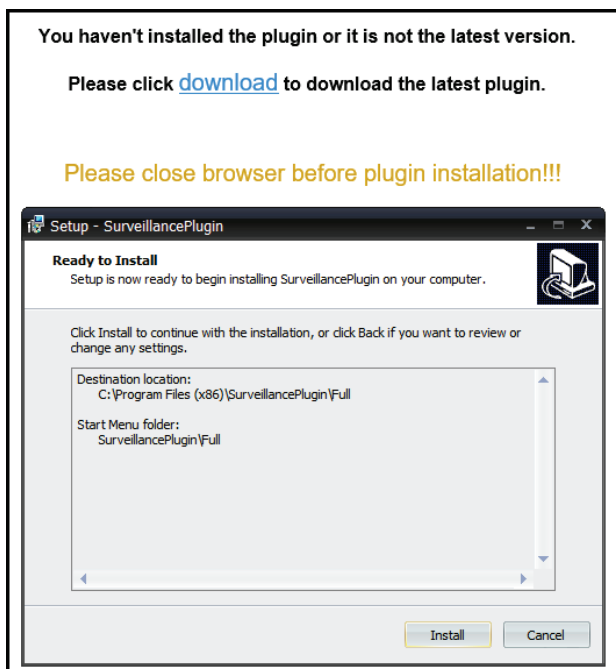 You haven't installed the plugin or it is not the latest version.
Please click download to download the latest plugin.
Please close browser before plugin installation!!!
Setup - SurveillancePlugin
Ready to Install
Setup is now ready to begin installing SurveillancePlugin on your computer.
Click Install to continue with the installation, or click Back if you want to review or
change any settings.
Destination location:
C:\Program Files (x86)\SurveillancePlugin\Full
Start Menu folder:
SurveillancePlugin\Full
Install Cancel